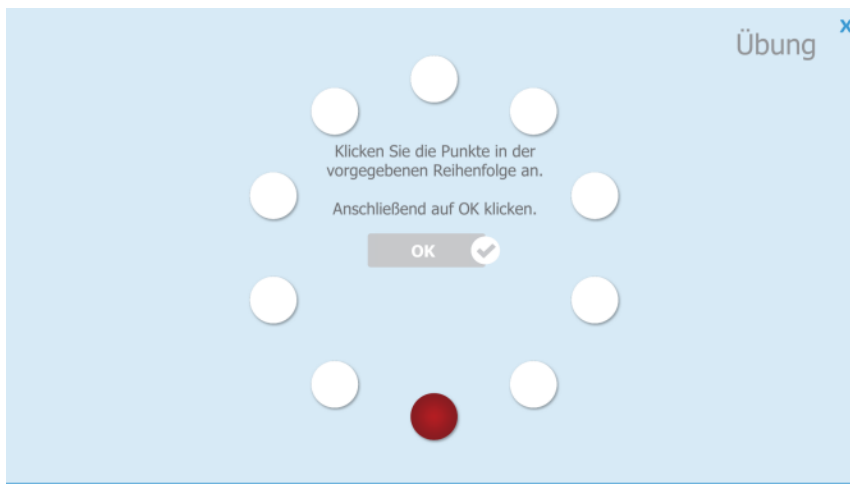 Übung
x
Klicken Sie die Punkte in der
vorgegebenen Reihenfolge an.
Anschließend auf OK klicken.
OK